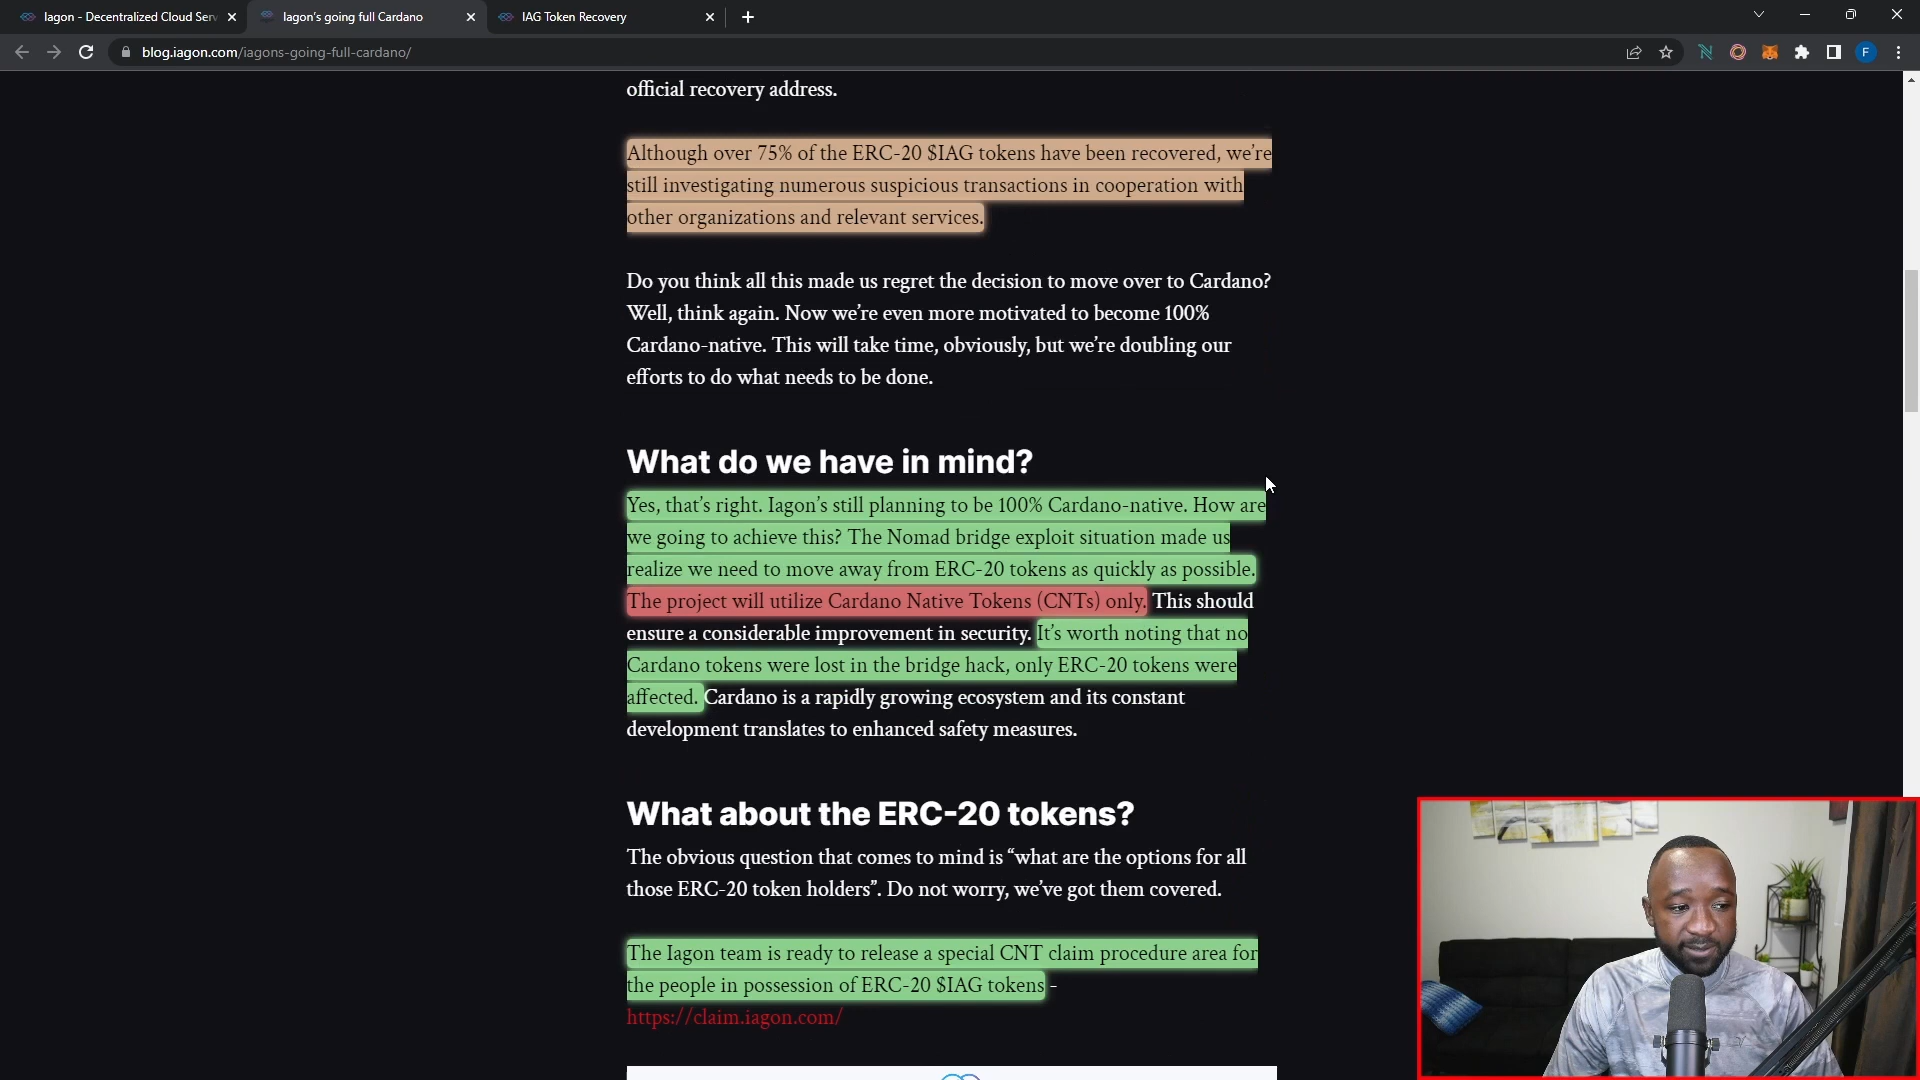 Iagon - Decentralized Cloud Serv
Iagon's going full Cardano
IAG Token Recovery
blog.iagon.com/iagons-going-full-cardano/
F
official recovery address.
Although over 75% of the ERC-20 $IAG tokens have been recovered, we’re
still investigating numerous suspicious transactions in cooperation with
other organizations and relevant services.
Do you think all this made us regret the decision to move over to Cardano?
Well, think again. Now we’re even more motivated to become 100%
Cardano-native. This will take time, obviously, but we’re doubling our
efforts to do what needs to be done.
What do we have in mind?
Yes, that’s right. Iagon’s still planning to be 100% Cardano-native. How are
we going to achieve this? The Nomad bridge exploit situation made us
realize we need to move away from ERC-20 tokens as quickly as possible.
The project will utilize Cardano Native Tokens (CNTs) only. This should
ensure a considerable improvement in security. It’s worth noting that no
Cardano tokens were lost in the bridge hack, only ERC-20 tokens were
affected. Cardano is a rapidly growing ecosystem and its constant
development translates to enhanced safety measures.
What about the ERC-20 tokens?
The obvious question that comes to mind is “what are the options for all
those ERC-20 token holders”. Do not worry, we’ve got them covered.
The Iagon team is ready to release a special CNT claim procedure area for
the people in possession of ERC-20 $IAG tokens -
https://claim.iagon.com/